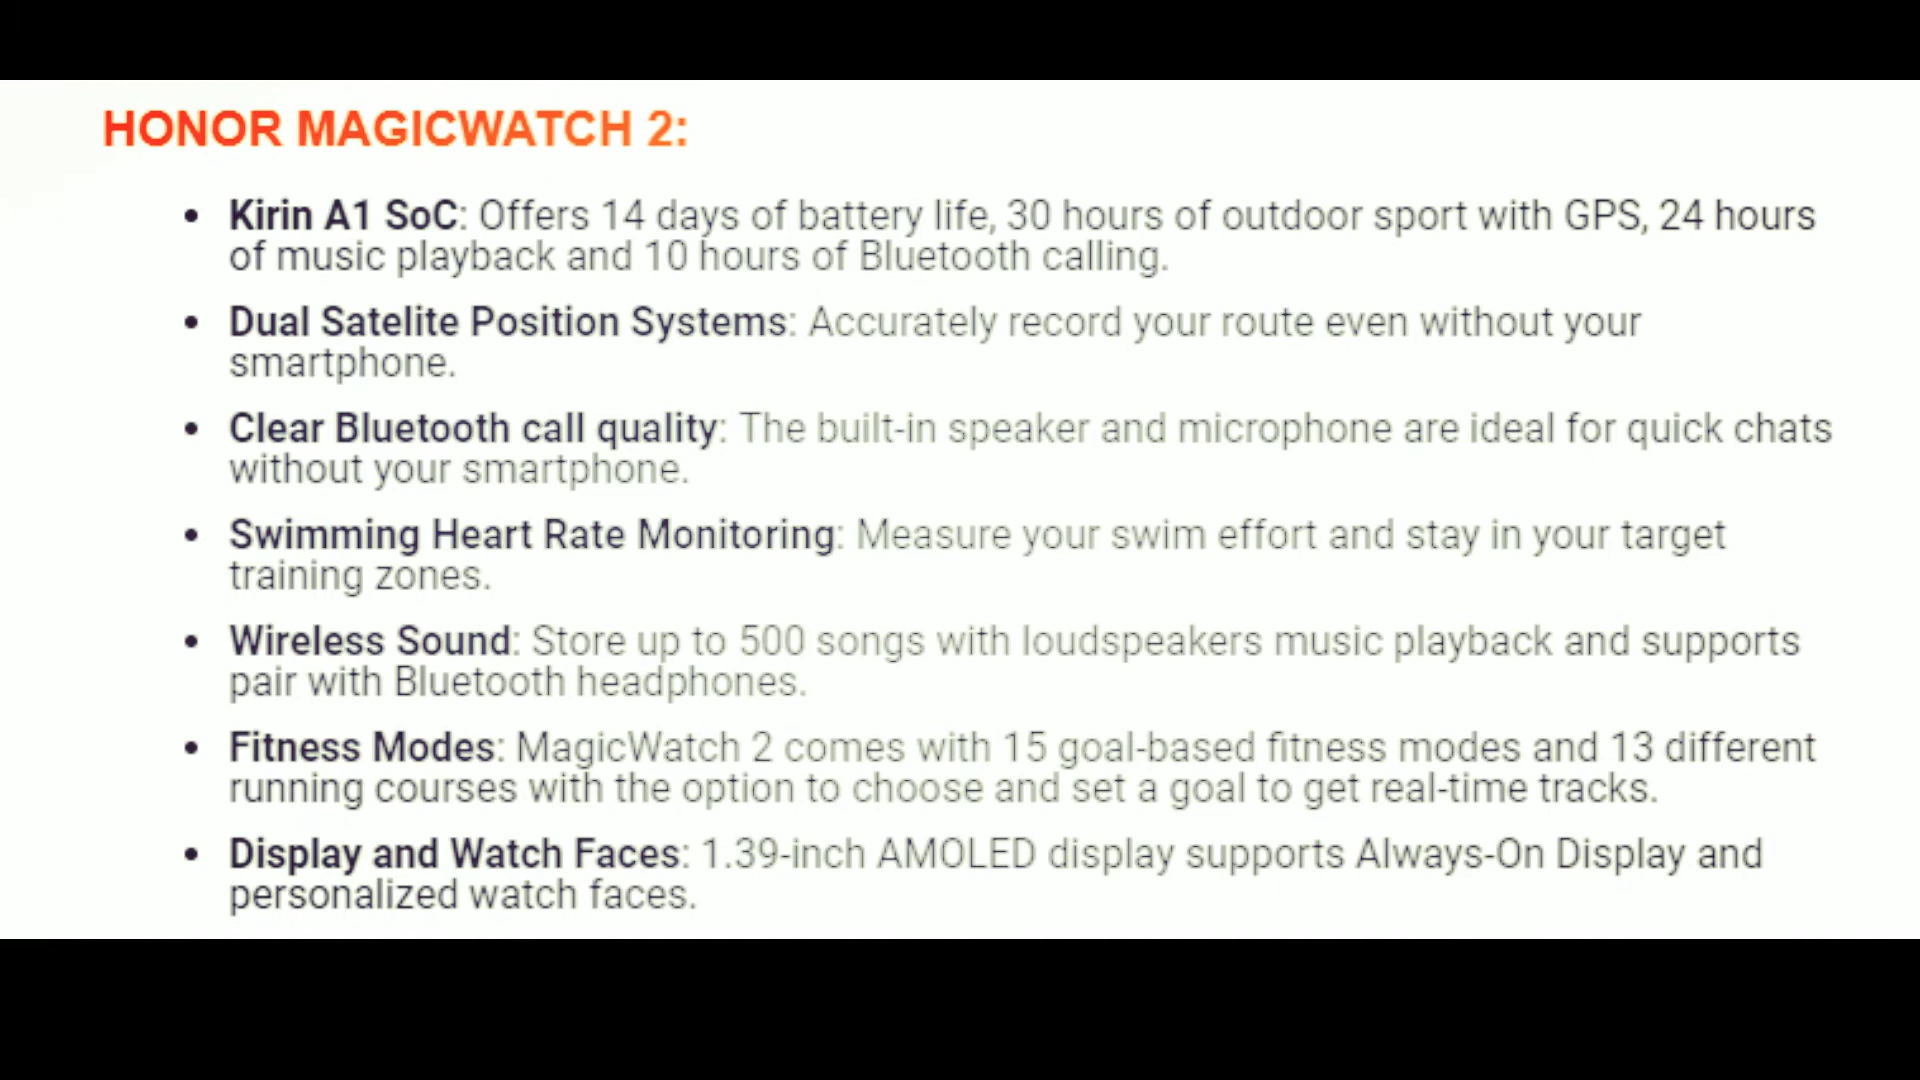 HONOR MAGICWATCH 2:
• Kirin A1 SoC: Offers 14 days of battery life, 30 hours of outdoor sport with GPS, 24 hours
of music playback and 10 hours of Bluetooth calling.
• Dual Satelite Position Systems: Accurately record your route even without your
smartphone.
• Clear Bluetooth call quality: The built-in speaker and microphone are ideal for quick chats
without your smartphone.
• Swimming Heart Rate Monitoring: Measure your swim effort and stay in your target
training zones.
• Wireless Sound: Store up to 500 songs with loudspeakers music playback and supports
pair with Bluetooth headphones.
• Fitness Modes: MagicWatch 2 comes with 15 goal-based fitness modes and 13 different
running courses with the option to choose and set a goal to get real-time tracks.
• Display and Watch Faces: 1.39-inch AMOLED display supports Always-On Display and
personalized watch faces.